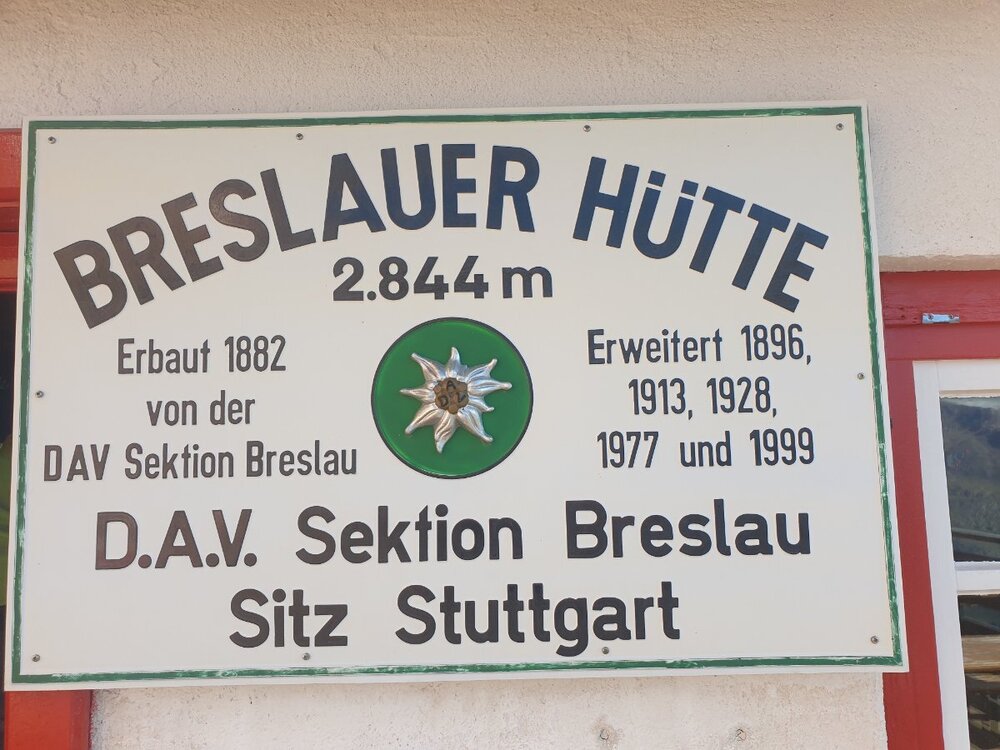 BRESLAUER HÜTTE
2.844 m
Erbaut 1882
von der
DAV Sektion Breslau
Erweitert 1896,
1913, 1928,
1977 und 1999
D.A.V. Sektion Breslau
Sitz Stuttgart